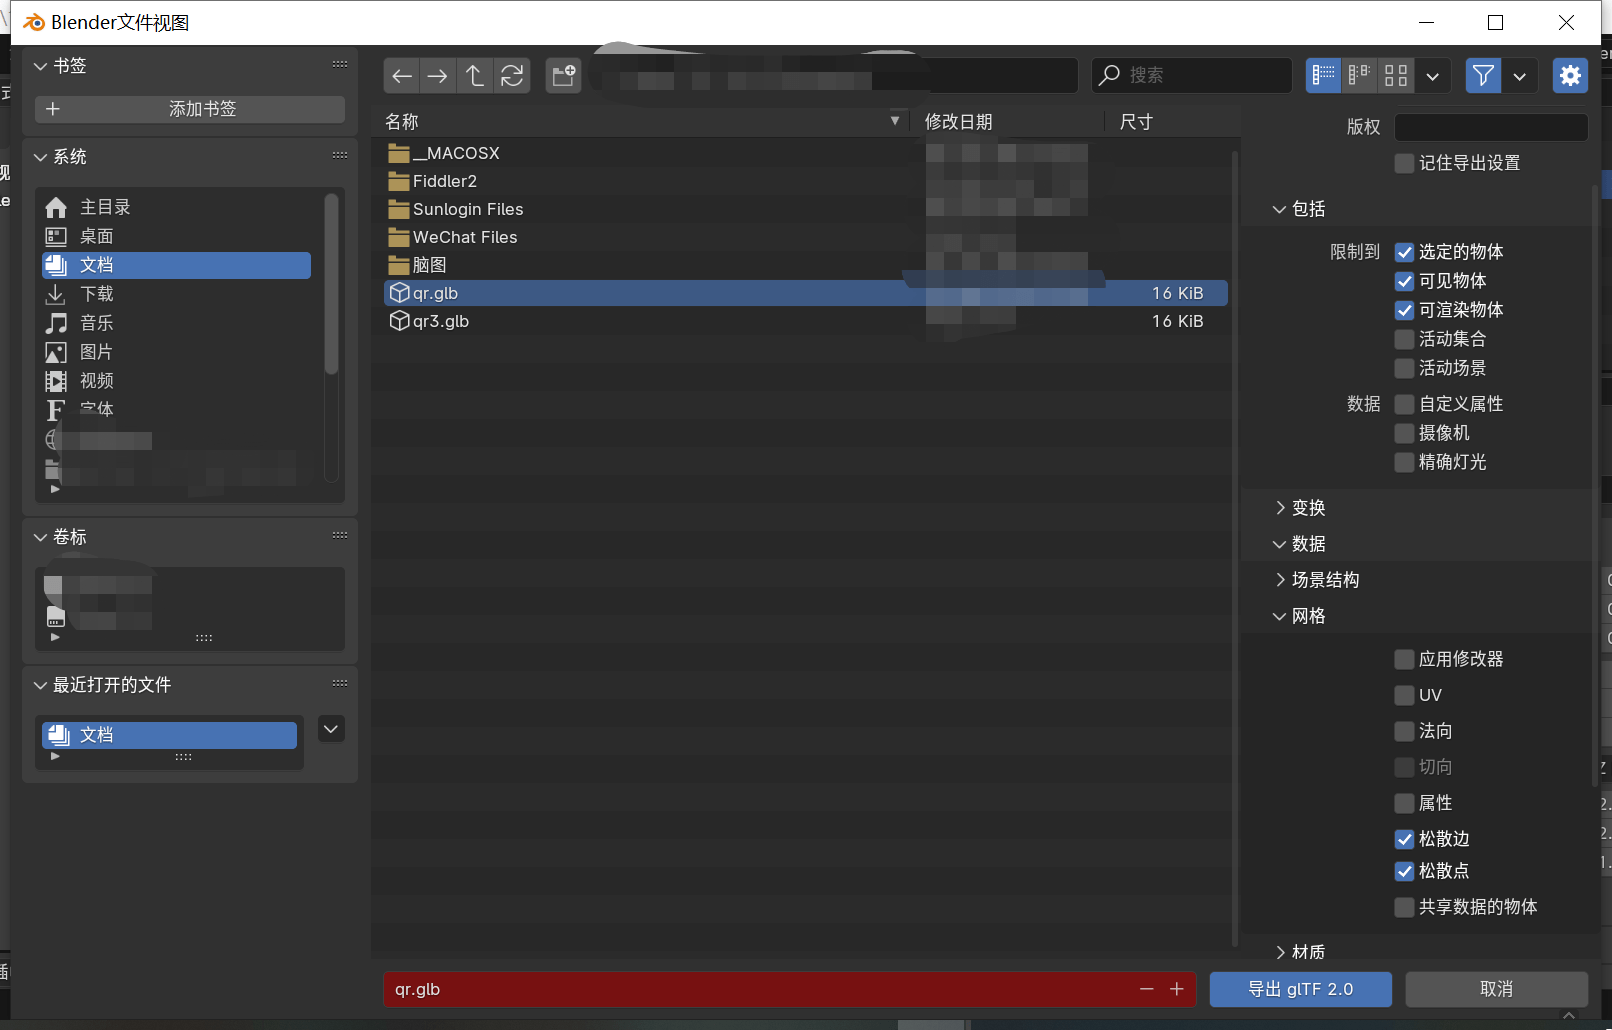 Blender文件视图
书签
添加书签
系统
主目录
桌面
文档
下载
音乐
图片
视频
字体
卷标
最近打开的文件
文档
搜索
名称 修改日期 尺寸
__MACOSX
Fiddler2
Sunlogin Files
WeChat Files
脑图
qr.glb 16 KiB
qr3.glb 16 KiB
版权
记住导出设置
包括
限制到 选定的物体
可见物体
可渲染物体
活动集合
活动场景
数据 自定义属性
摄像机
精确灯光
变换
数据
场景结构
网格
应用修改器
UV
法向
切向
属性
松散边
松散点
共享数据的物体
材质
qr.glb
导出 glTF 2.0
取消